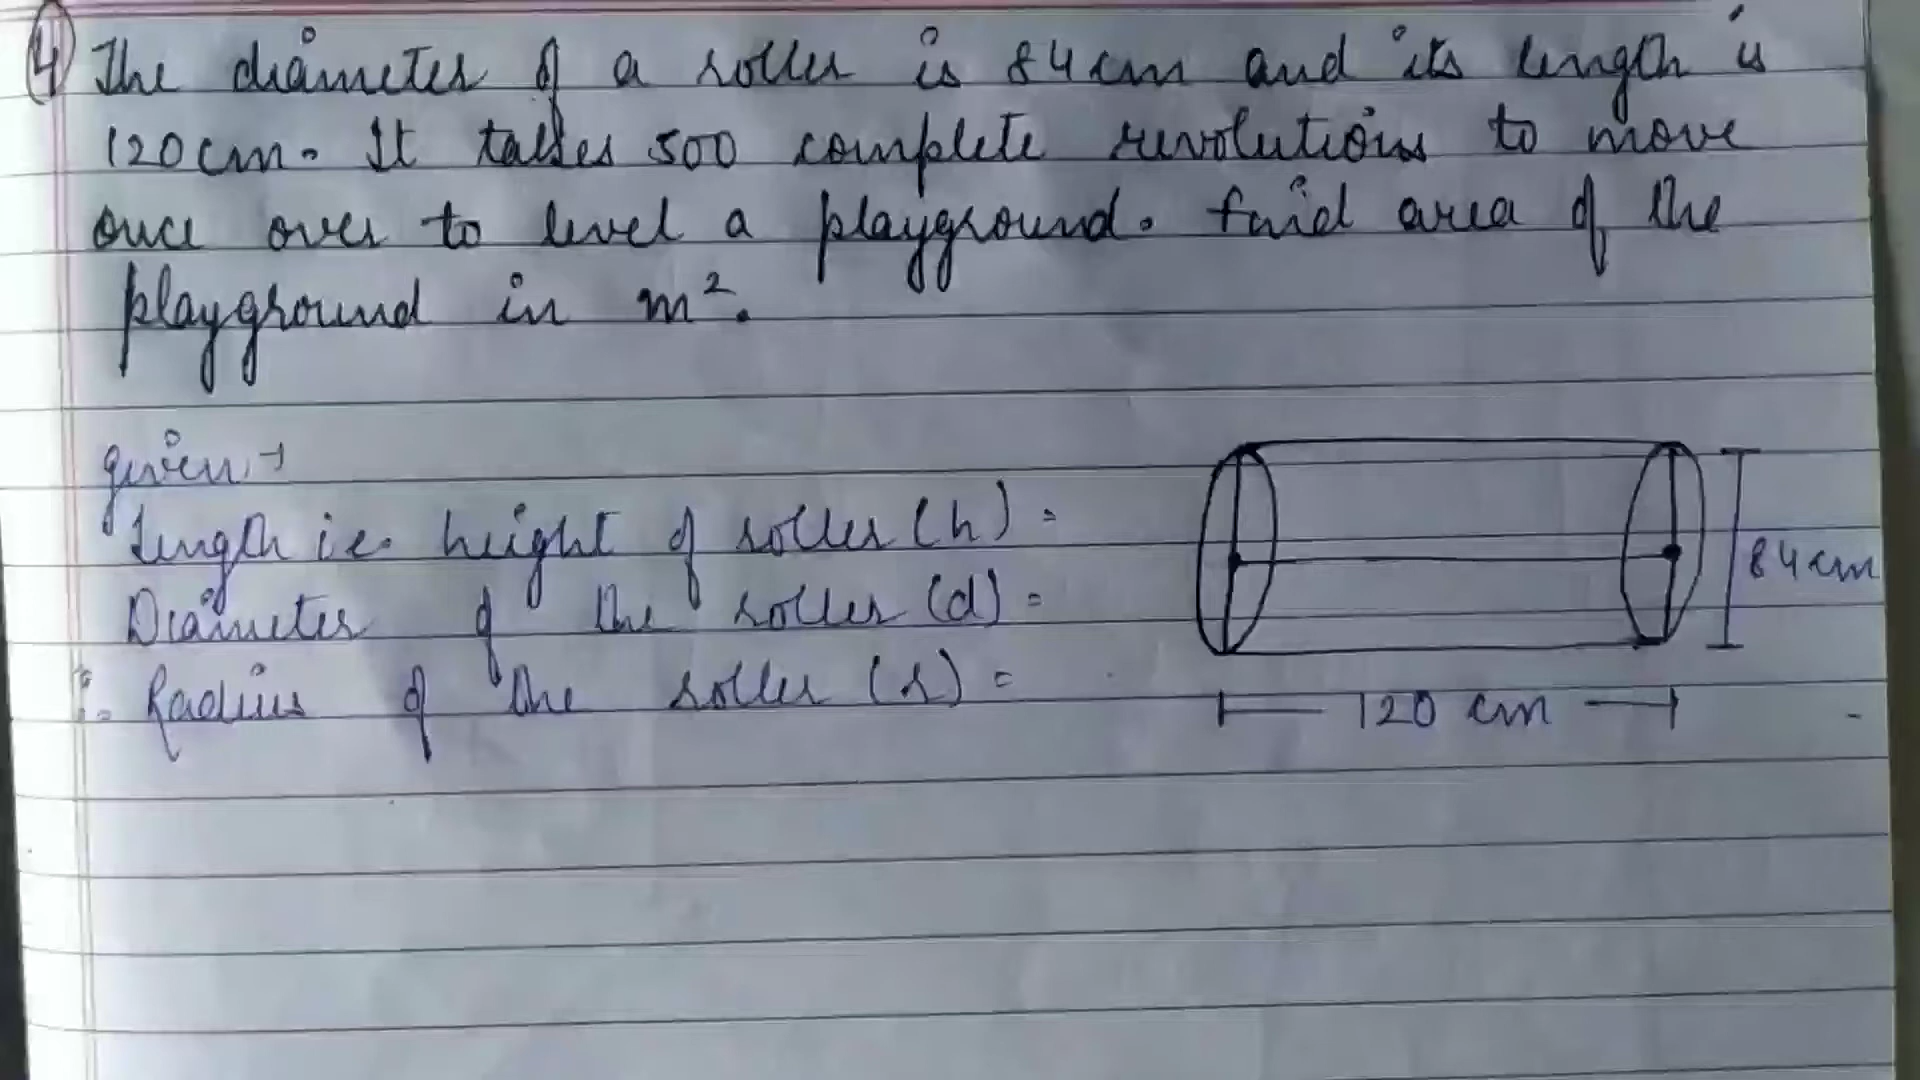 4 The diameter of a roller is 84 cm and its length is
120 cm. It takes 500 complete revolutions to move
once over to level a playground. find area of the
playground in m².
given →
length i.e. height of roller (h) =
Diameter of the roller (d) =
∴ Radius of the roller (r) =
84 cm
120 cm